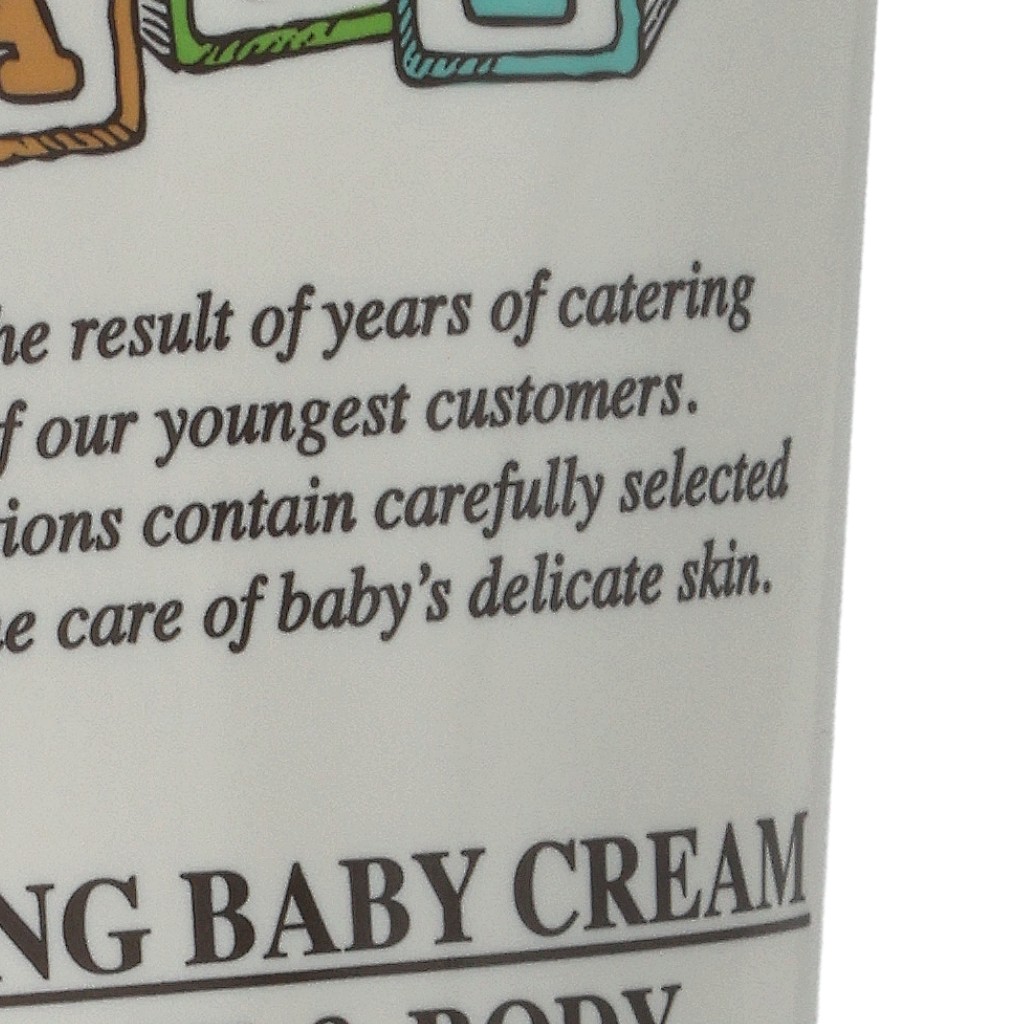 he result of years of catering
f our youngest customers.
ions contain carefully selected
e care of baby's delicate skin.
NG BABY CREAM
& BODY